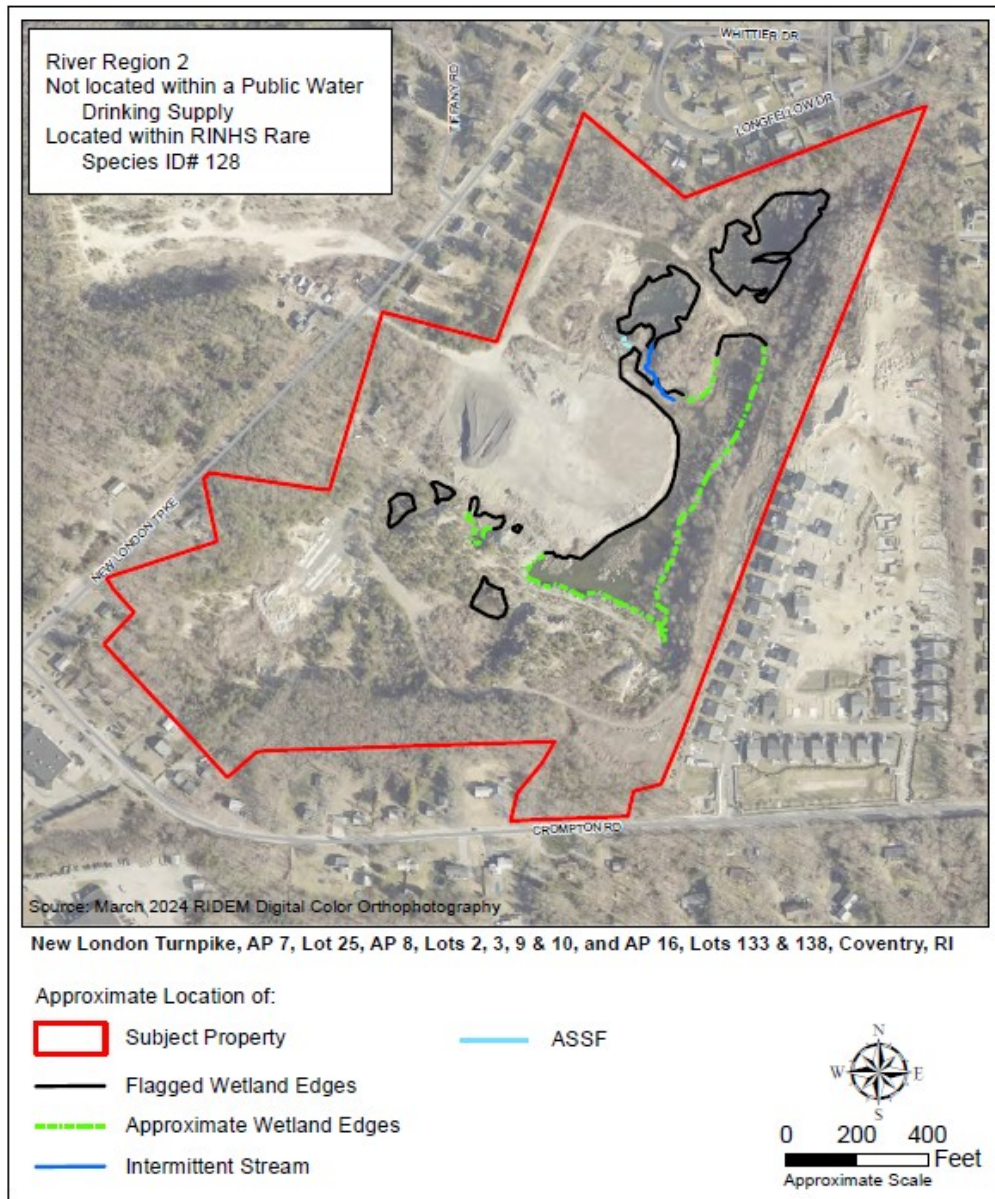 River Region 2
Not located within a Public Water
Drinking Supply
Located within RINHS Rare
Species ID# 128
WHITTIER DR
TIFFANY RD
LONGFELLOW DR
NEW LONDON TPKE
CROMPTON RD
Source: March 2024 RIDEM Digital Color Orthophotography
New London Turnpike, AP 7, Lot 25, AP 8, Lots 2, 3, 9 & 10, and AP 16, Lots 133 & 138, Coventry, RI
Approximate Location of:
Subject Property
ASSF
Flagged Wetland Edges
Approximate Wetland Edges
Intermittent Stream
N
W E
S
0 200 400
Feet
Approximate Scale